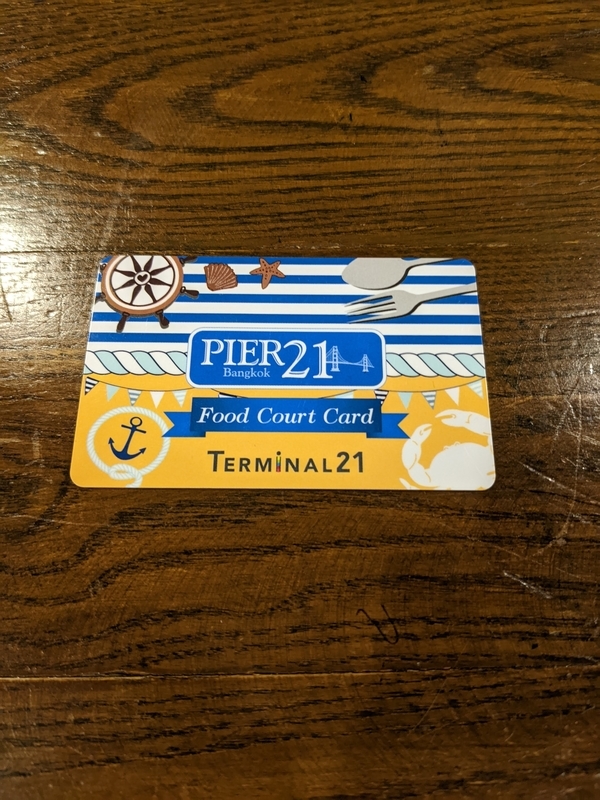 PIER21
Bangkok
Food Court Card
TERMINAL21